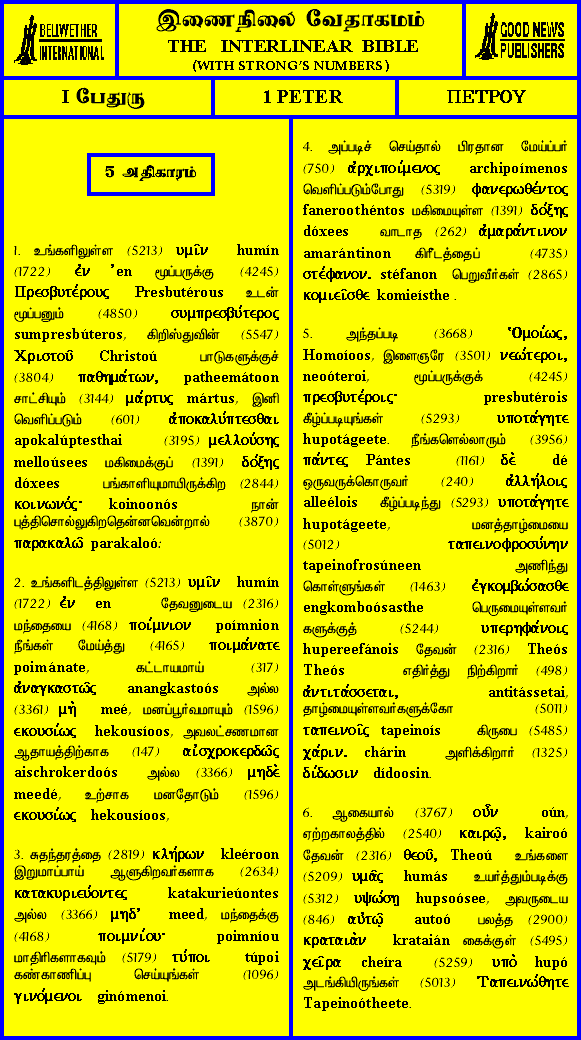 BELLWETHER
INTERNATIONAL
இணைநிலை வேதாகமம்
THE INTERLINEAR BIBLE
(WITH STRONG'S NUMBERS)
GOOD NEWS
PUBLISHERS
I பேதுரு
1 PETER
ΠΕΤΡΟΥ
5 அதிகாரம்
1. உங்களிலுள்ள (5213) υμῖν humín
(1722) ἐν 'en மூப்பருக்கு (4245)
Πρεσβυτέρους Presbutérous உடன்
மூப்பனும் (4850) συμπρεσβύτερος
sumpresbúteros, கிறிஸ்துவின் (5547)
Χριστοῦ Christoú பாடுகளுக்குச்
(3804) παθημάτων, patheemátoon
சாட்சியும் (3144) μάρτυς mártus, இனி
வெளிப்படும் (601) ἀποκαλύπτεσθαι
apokalúptesthai (3195) μελλούσης
melloúsees மகிமைக்குப் (1391) δόξης
dóxees பங்காளியுமாயிருக்கிற (2844)
κοινωνός· koinoonós நான்
புத்திசொல்லுகிறதென்னவென்றால் (3870)
παρακαλῶ parakaloó:
2. உங்களிடத்திலுள்ள (5213) υμῖν humín
(1722) ἐν en தேவனுடைய (2316)
மந்தையை (4168) ποίμνιον poímnion
நீங்கள் மேய்த்து (4165) ποιμάνατε
poimánate, கட்டாயமாய் (317)
ἀναγκαστῶς anangkastoós அல்ல
(3361) μὴ meé, மனப்பூர்வமாயும் (1596)
εκουσίως hekousíoos, அவலட்சணமான
ஆதாயத்திற்காக (147) αἰσχροκερδῶς
aischrokerdoós அல்ல (3366) μηδὲ
meedé, உற்சாக மனதோடும் (1596)
εκουσίως hekousíoos,
3. சுதந்தரத்தை (2819) κλήρων kleéroon
இறுமாப்பாய் ஆளுகிறவர்களாக (2634)
κατακυριεύοντες katakurieúontes
அல்ல (3366) μηδ' meed, மந்தைக்கு
(4168) ποιμνίου· poimníou
மாதிரிகளாகவும் (5179) τύποι túpoi
கண்காணிப்பு செய்யுங்கள் (1096)
γινόμενοι ginómenoi.
4. அப்படிச் செய்தால் பிரதான மேய்ப்பர்
(750) ἀρχιποίμενος archipoímenos
வெளிப்படும்போது (5319) φανερωθέντος
faneroothéntos மகிமையுள்ள (1391) δόξης
dóxees வாடாத (262) ἀμαράντινον
amarántinon கிரீடத்தைப் (4735)
στέφανον. stéfanon பெறுவீர்கள் (2865)
κομιεῖσθε komieísthe .
5. அந்தப்படி (3668) Ὁμοίως,
Homoíoos, இளைஞரே (3501) νεώτεροι,
neoóteroi, மூப்பருக்குக் (4245)
πρεσβυτέροις· presbutérois
கீழ்ப்படியுங்கள் (5293) υποτάγητε
hupotágeete. நீங்களெல்லாரும் (3956)
πάντες Pántes (1161) δὲ dé
ஒருவருக்கொருவர் (240) ἀλλήλοις
alleélois கீழ்ப்படிந்து (5293) υποτάγητε
hupotágeete, மனத்தாழ்மையை
(5012) ταπεινοφροσύνην
tapeinofrosúneen அணிந்து
கொள்ளுங்கள் (1463) ἐγκομβώσασθε
engkomboósasthe பெருமையுள்ளவர்
களுக்குத் (5244) υπερηφάνοις
hupereefánois தேவன் (2316) Theós
Theós எதிர்த்து நிற்கிறார் (498)
ἀντιτάσσεται, antitássetai,
தாழ்மையுள்ளவர்களுக்கோ (5011)
ταπεινοῖς tapeinoís கிருபை (5485)
χάριν. chárin அளிக்கிறார் (1325)
δίδωσιν dídoosin.
6. ஆகையால் (3767) οὖν oún,
ஏற்றகாலத்தில் (2540) καιρῷ, kairoó
தேவன் (2316) θεοῦ, Theoú உங்களை
(5209) υμᾶς humás உயர்த்தும்படிக்கு
(5312) υψώσῃ hupsoósee, அவருடைய
(846) αὐτῷ autoó பலத்த (2900)
κραταιὰν krataián கைக்குள் (5495)
χεῖρα cheíra (5259) υπὸ hupó
அடங்கியிருங்கள் (5013) Ταπεινώθητε
Tapeinoótheete.